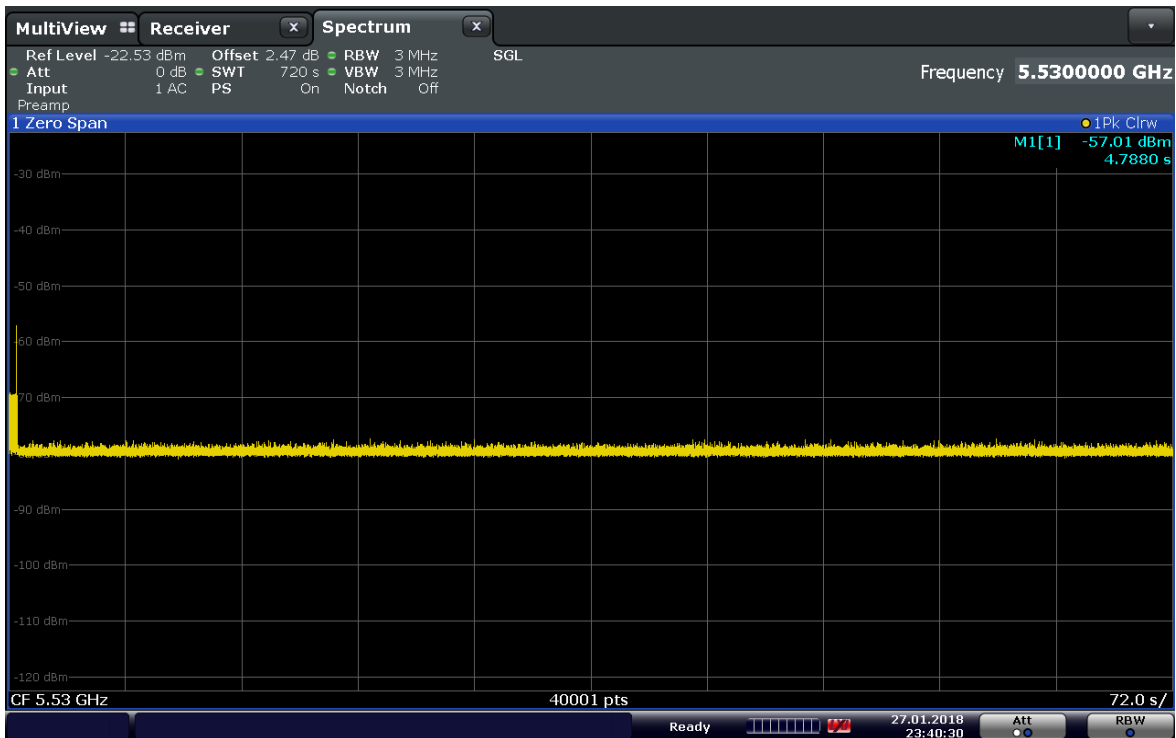 MultiView Receiver X Spectrum X
Ref Level -22.53 dBm Offset 2.47 dB RBW 3 MHz SGL
Att 0 dB SWT 720 s VBW 3 MHz Frequency 5.5300000 GHz
Input 1 AC PS On Notch Off
Preamp
1 Zero Span 1Pk Clrw
M1[1] -57.01 dBm
4.7880 s
-30 dBm
-40 dBm
-50 dBm
-60 dBm
-70 dBm
-90 dBm
-100 dBm
-110 dBm
-120 dBm
CF 5.53 GHz 40001 pts 72.0 s/
Ready 27.01.2018 Att RBW
23:40:30